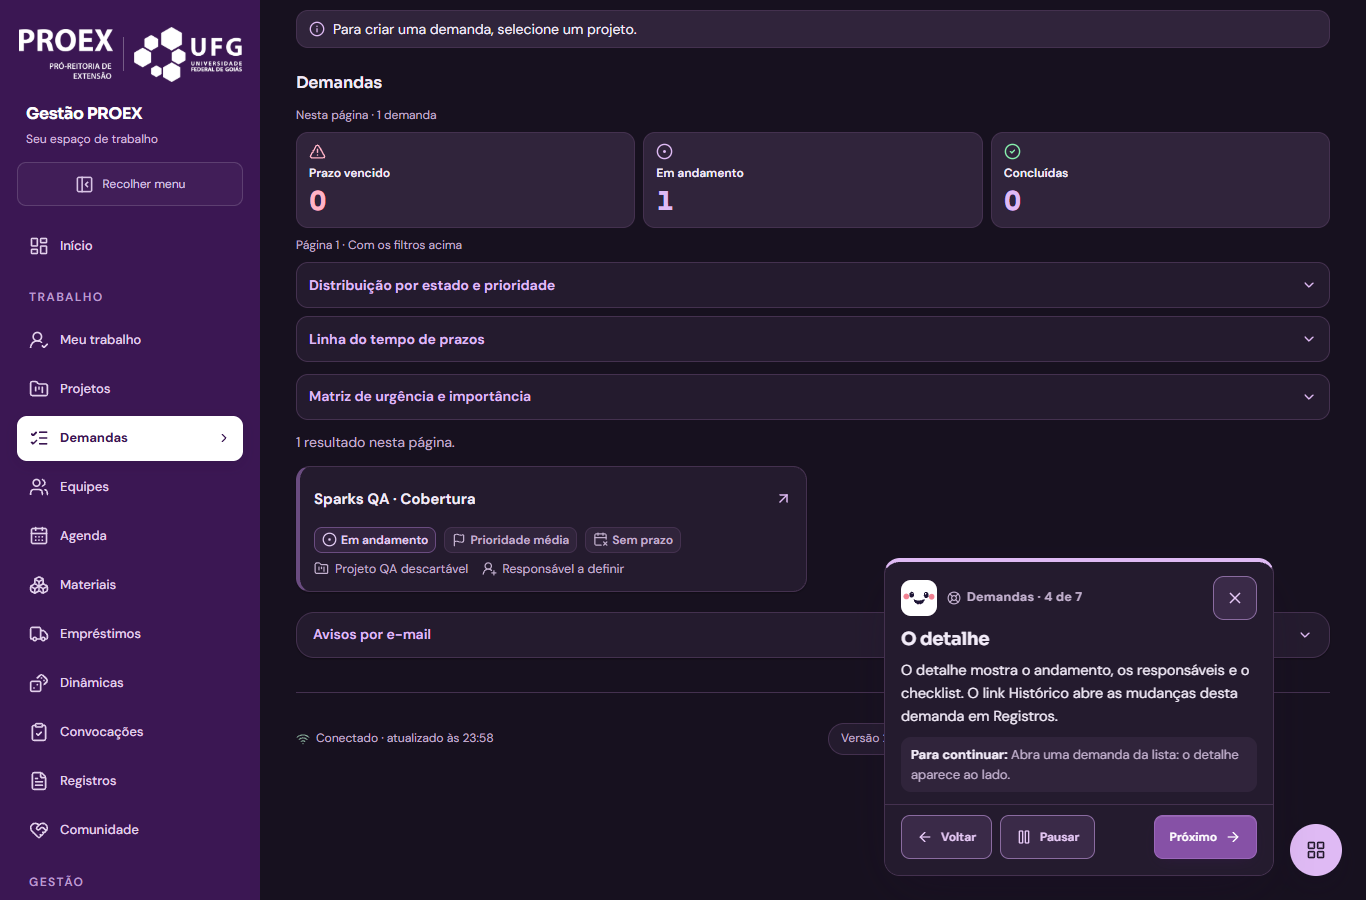 PROEX
PRÓ-REITORIA DE
EXTENSÃO
UFG
UNIVERSIDADE
FEDERAL DE GOIÁS
Gestão PROEX
Seu espaço de trabalho
Recolher menu
Início
TRABALHO
Meu trabalho
Projetos
Demandas
Equipes
Agenda
Materiais
Empréstimos
Dinâmicas
Convocações
Registros
Comunidade
GESTÃO
Para criar uma demanda, selecione um projeto.
Demandas
Nesta página · 1 demanda
Prazo vencido
0
Em andamento
1
Concluídas
0
Página 1 · Com os filtros acima
Distribuição por estado e prioridade
Linha do tempo de prazos
Matriz de urgência e importância
1 resultado nesta página.
Sparks QA · Cobertura
Em andamento
Prioridade média
Sem prazo
Projeto QA descartável
Responsável a definir
Avisos por e-mail
Conectado · atualizado às 23:58
Versão
Demandas · 4 de 7
O detalhe
O detalhe mostra o andamento, os responsáveis e o
checklist. O link Histórico abre as mudanças desta
demanda em Registros.
Para continuar: Abra uma demanda da lista: o detalhe
aparece ao lado.
Voltar
Pausar
Próximo